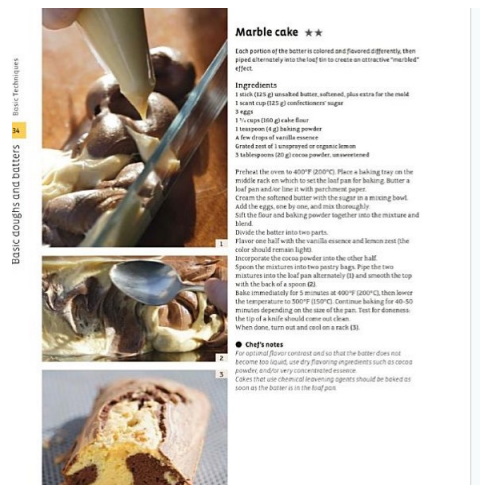 Basic Techniques
34
Basic doughs and batters
Marble cake ★★
Each portion of the batter is colored and flavored differently, then
piped alternately into the loaf tin to create an attractive "marbled"
effect.
Ingredients
1 stick (125 g) unsalted butter, softened, plus extra for the mold
1 scant cup (125 g) confectioners' sugar
3 eggs
1 ¼ cups (160 g) cake flour
1 teaspoon (4 g) baking powder
A few drops of vanilla essence
Grated zest of 1 unsprayed or organic lemon
3 tablespoons (20 g) cocoa powder, unsweetened
Preheat the oven to 400°F (200°C). Place a baking tray on the
middle rack on which to set the loaf pan for baking. Butter a
loaf pan and/or line it with parchment paper.
Cream the softened butter with the sugar in a mixing bowl.
Add the eggs, one by one, and mix thoroughly.
Sift the flour and baking powder together into the mixture and
blend.
Divide the batter into two parts.
Flavor one half with the vanilla essence and lemon zest (the
color should remain light).
Incorporate the cocoa powder into the other half.
Spoon the mixtures into two pastry bags. Pipe the two
mixtures into the loaf pan alternately (1) and smooth the top
with the back of a spoon (2).
Bake immediately for 5 minutes at 400°F (200°C), then lower
the temperature to 300°F (150°C). Continue baking for 40-50
minutes depending on the size of the pan. Test for doneness:
the tip of a knife should come out clean.
When done, turn out and cool on a rack (3).
● Chef's notes
For optimal flavor contrast and so that the batter does not
become too liquid, use dry flavoring ingredients such as cocoa
powder, and/or very concentrated essence.
Cakes that use chemical leavening agents should be baked as
soon as the batter is in the loaf pan.
1
2
3